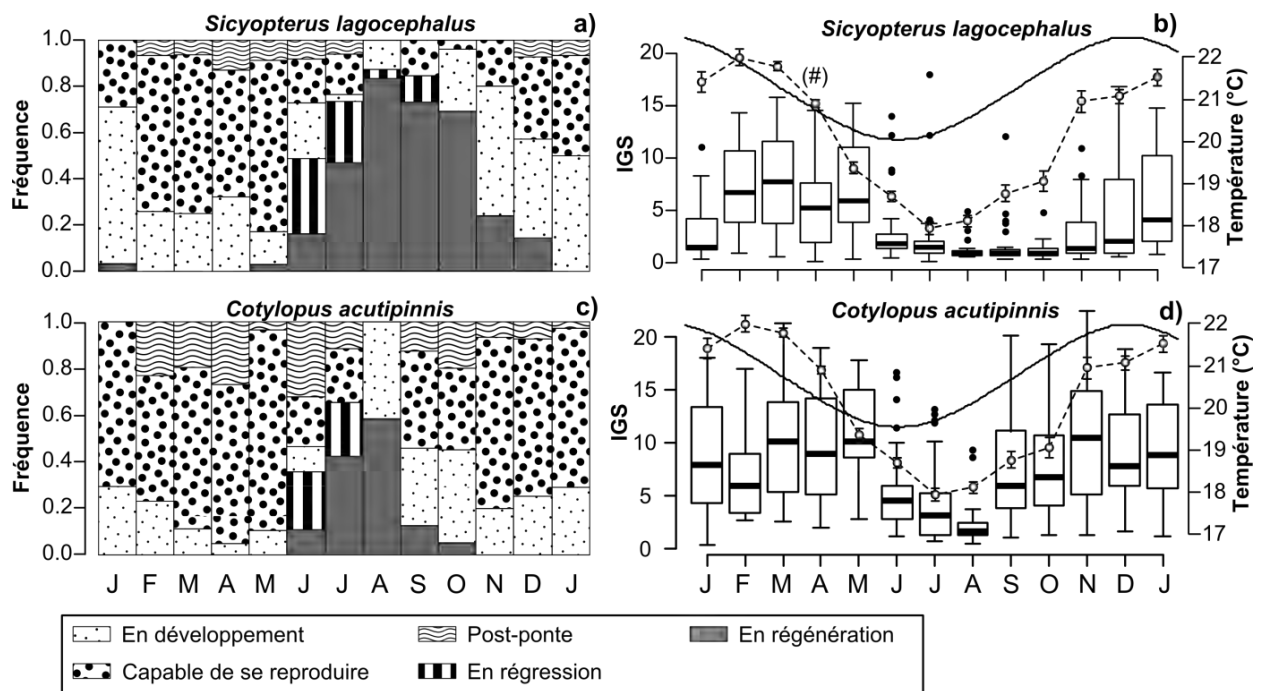 Sicyopterus lagocephalus
a)
Fréquence
1.0
0.8
0.6
0.4
0.2
0.0
Sicyopterus lagocephalus
b)
(#)
IGS
20
15
10
5
0
Température (°C)
22
21
20
19
18
17
Cotylopus acutipinnis
c)
Fréquence
1.0
0.8
0.6
0.4
0.2
0.0
J F M A M J J A S O N D J
Cotylopus acutipinnis
d)
IGS
20
15
10
5
0
Température (°C)
22
21
20
19
18
17
J F M A M J J A S O N D J
En développement
Post-ponte
En régénération
Capable de se reproduire
En régression